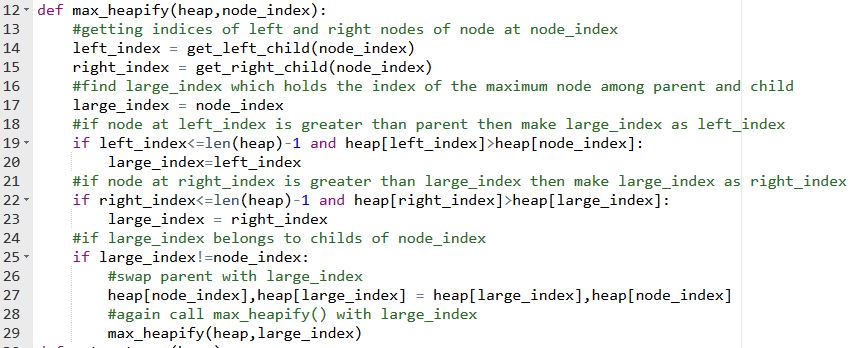 12 def max_heapify(heap,node_index):
13     #getting indices of left and right nodes of node at node_index
14     left_index = get_left_child(node_index)
15     right_index = get_right_child(node_index)
16     #find large_index which holds the index of the maximum node among parent and child
17     large_index = node_index
18     #if node at left_index is greater than parent then make large_index as left_index
19     if left_index<=len(heap)-1 and heap[left_index]>heap[node_index]:
20         large_index=left_index
21     #if node at right_index is greater than large_index then make large_index as right_index
22     if right_index<=len(heap)-1 and heap[right_index]>heap[large_index]:
23         large_index = right_index
24     #if large_index belongs to childs of node_index
25     if large_index!=node_index:
26         #swap parent with large_index
27         heap[node_index],heap[large_index] = heap[large_index],heap[node_index]
28         #again call max_heapify() with large_index
29         max_heapify(heap,large_index)